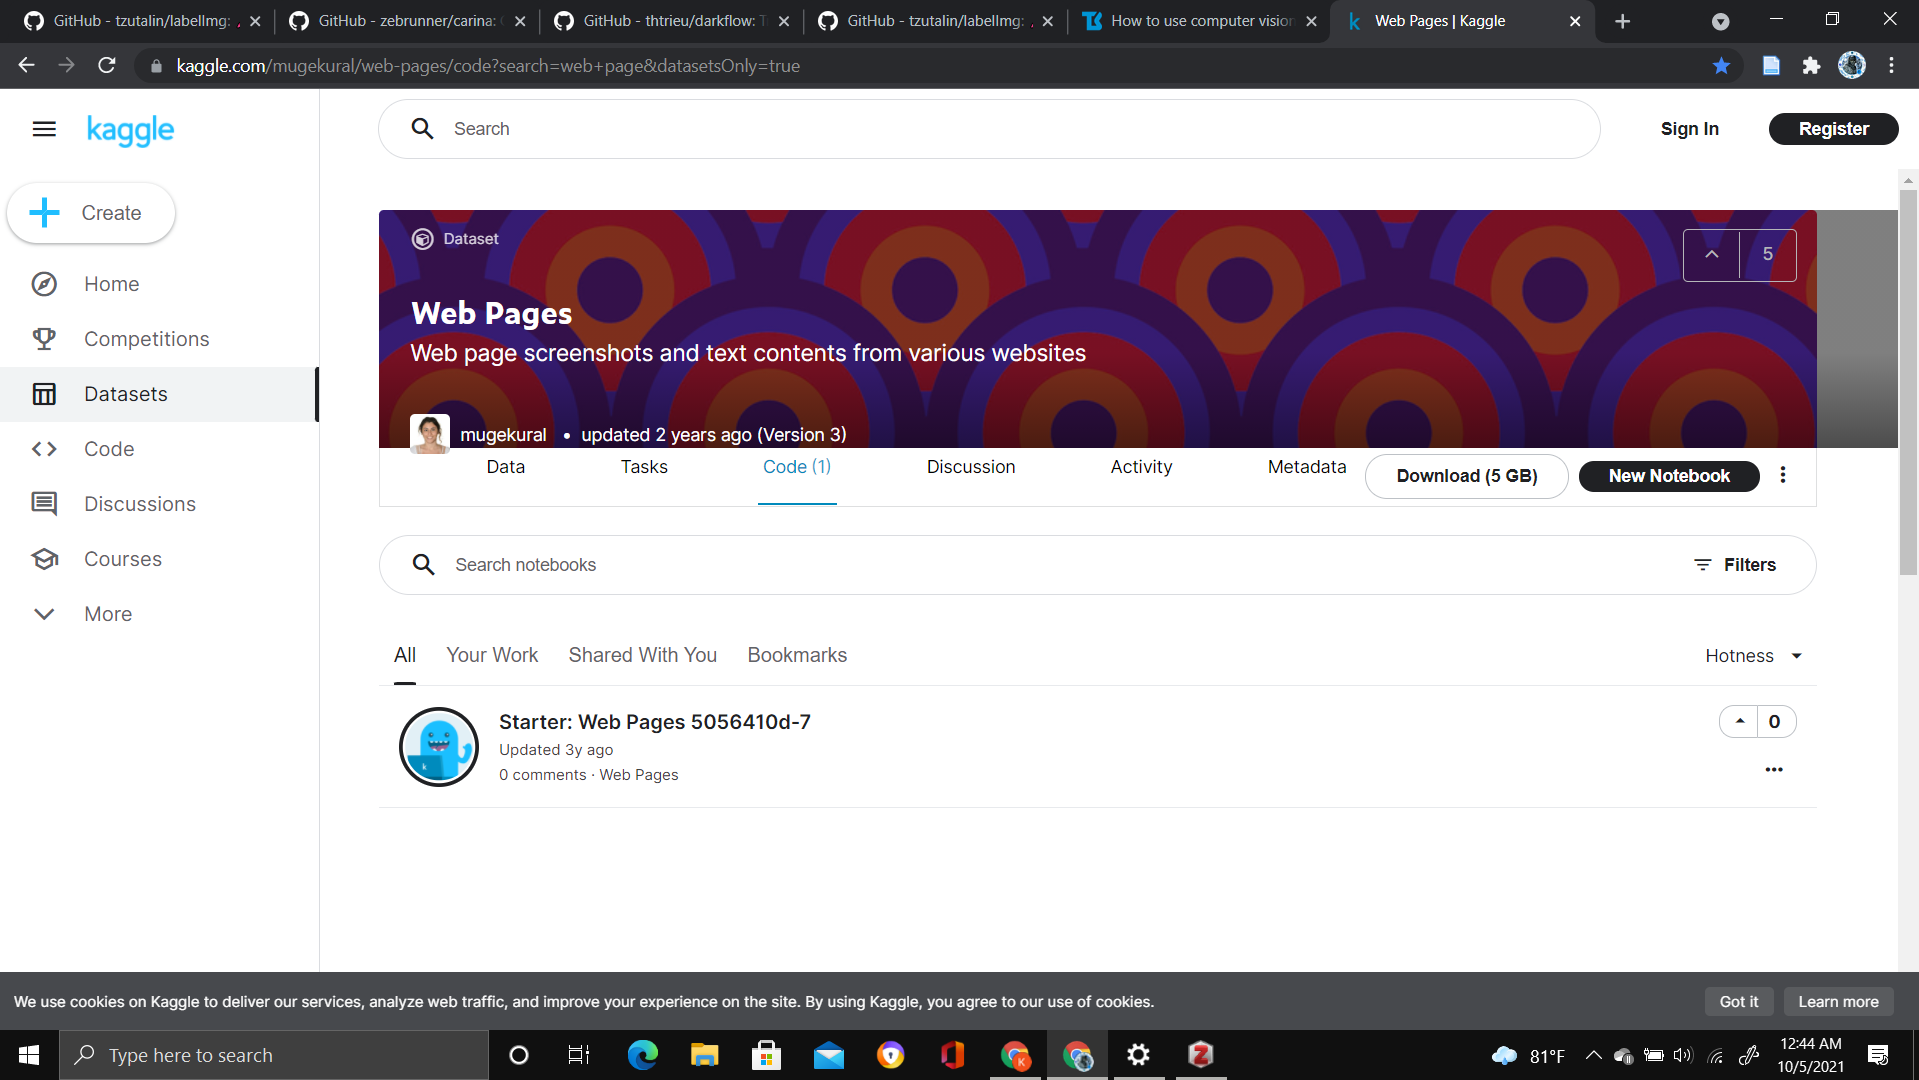 GitHub - tzutalin/labelImg:
GitHub - zebrunner/carina:
GitHub - thtrieu/darkflow:
GitHub - tzutalin/labelImg:
How to use computer vision
Web Pages | Kaggle
kaggle.com/mugekural/web-pages/code?search=web+page&datasetsOnly=true
kaggle
Search
Sign In
Register
Create
Home
Competitions
Datasets
Code
Discussions
Courses
More
Dataset
5
Web Pages
Web page screenshots and text contents from various websites
mugekural • updated 2 years ago (Version 3)
Data
Tasks
Code (1)
Discussion
Activity
Metadata
Download (5 GB)
New Notebook
Search notebooks
Filters
All
Your Work
Shared With You
Bookmarks
Hotness
Starter: Web Pages 5056410d-7
0
Updated 3y ago
0 comments · Web Pages
We use cookies on Kaggle to deliver our services, analyze web traffic, and improve your experience on the site. By using Kaggle, you agree to our use of cookies.
Got it
Learn more
Type here to search
81°F
12:44 AM
10/5/2021